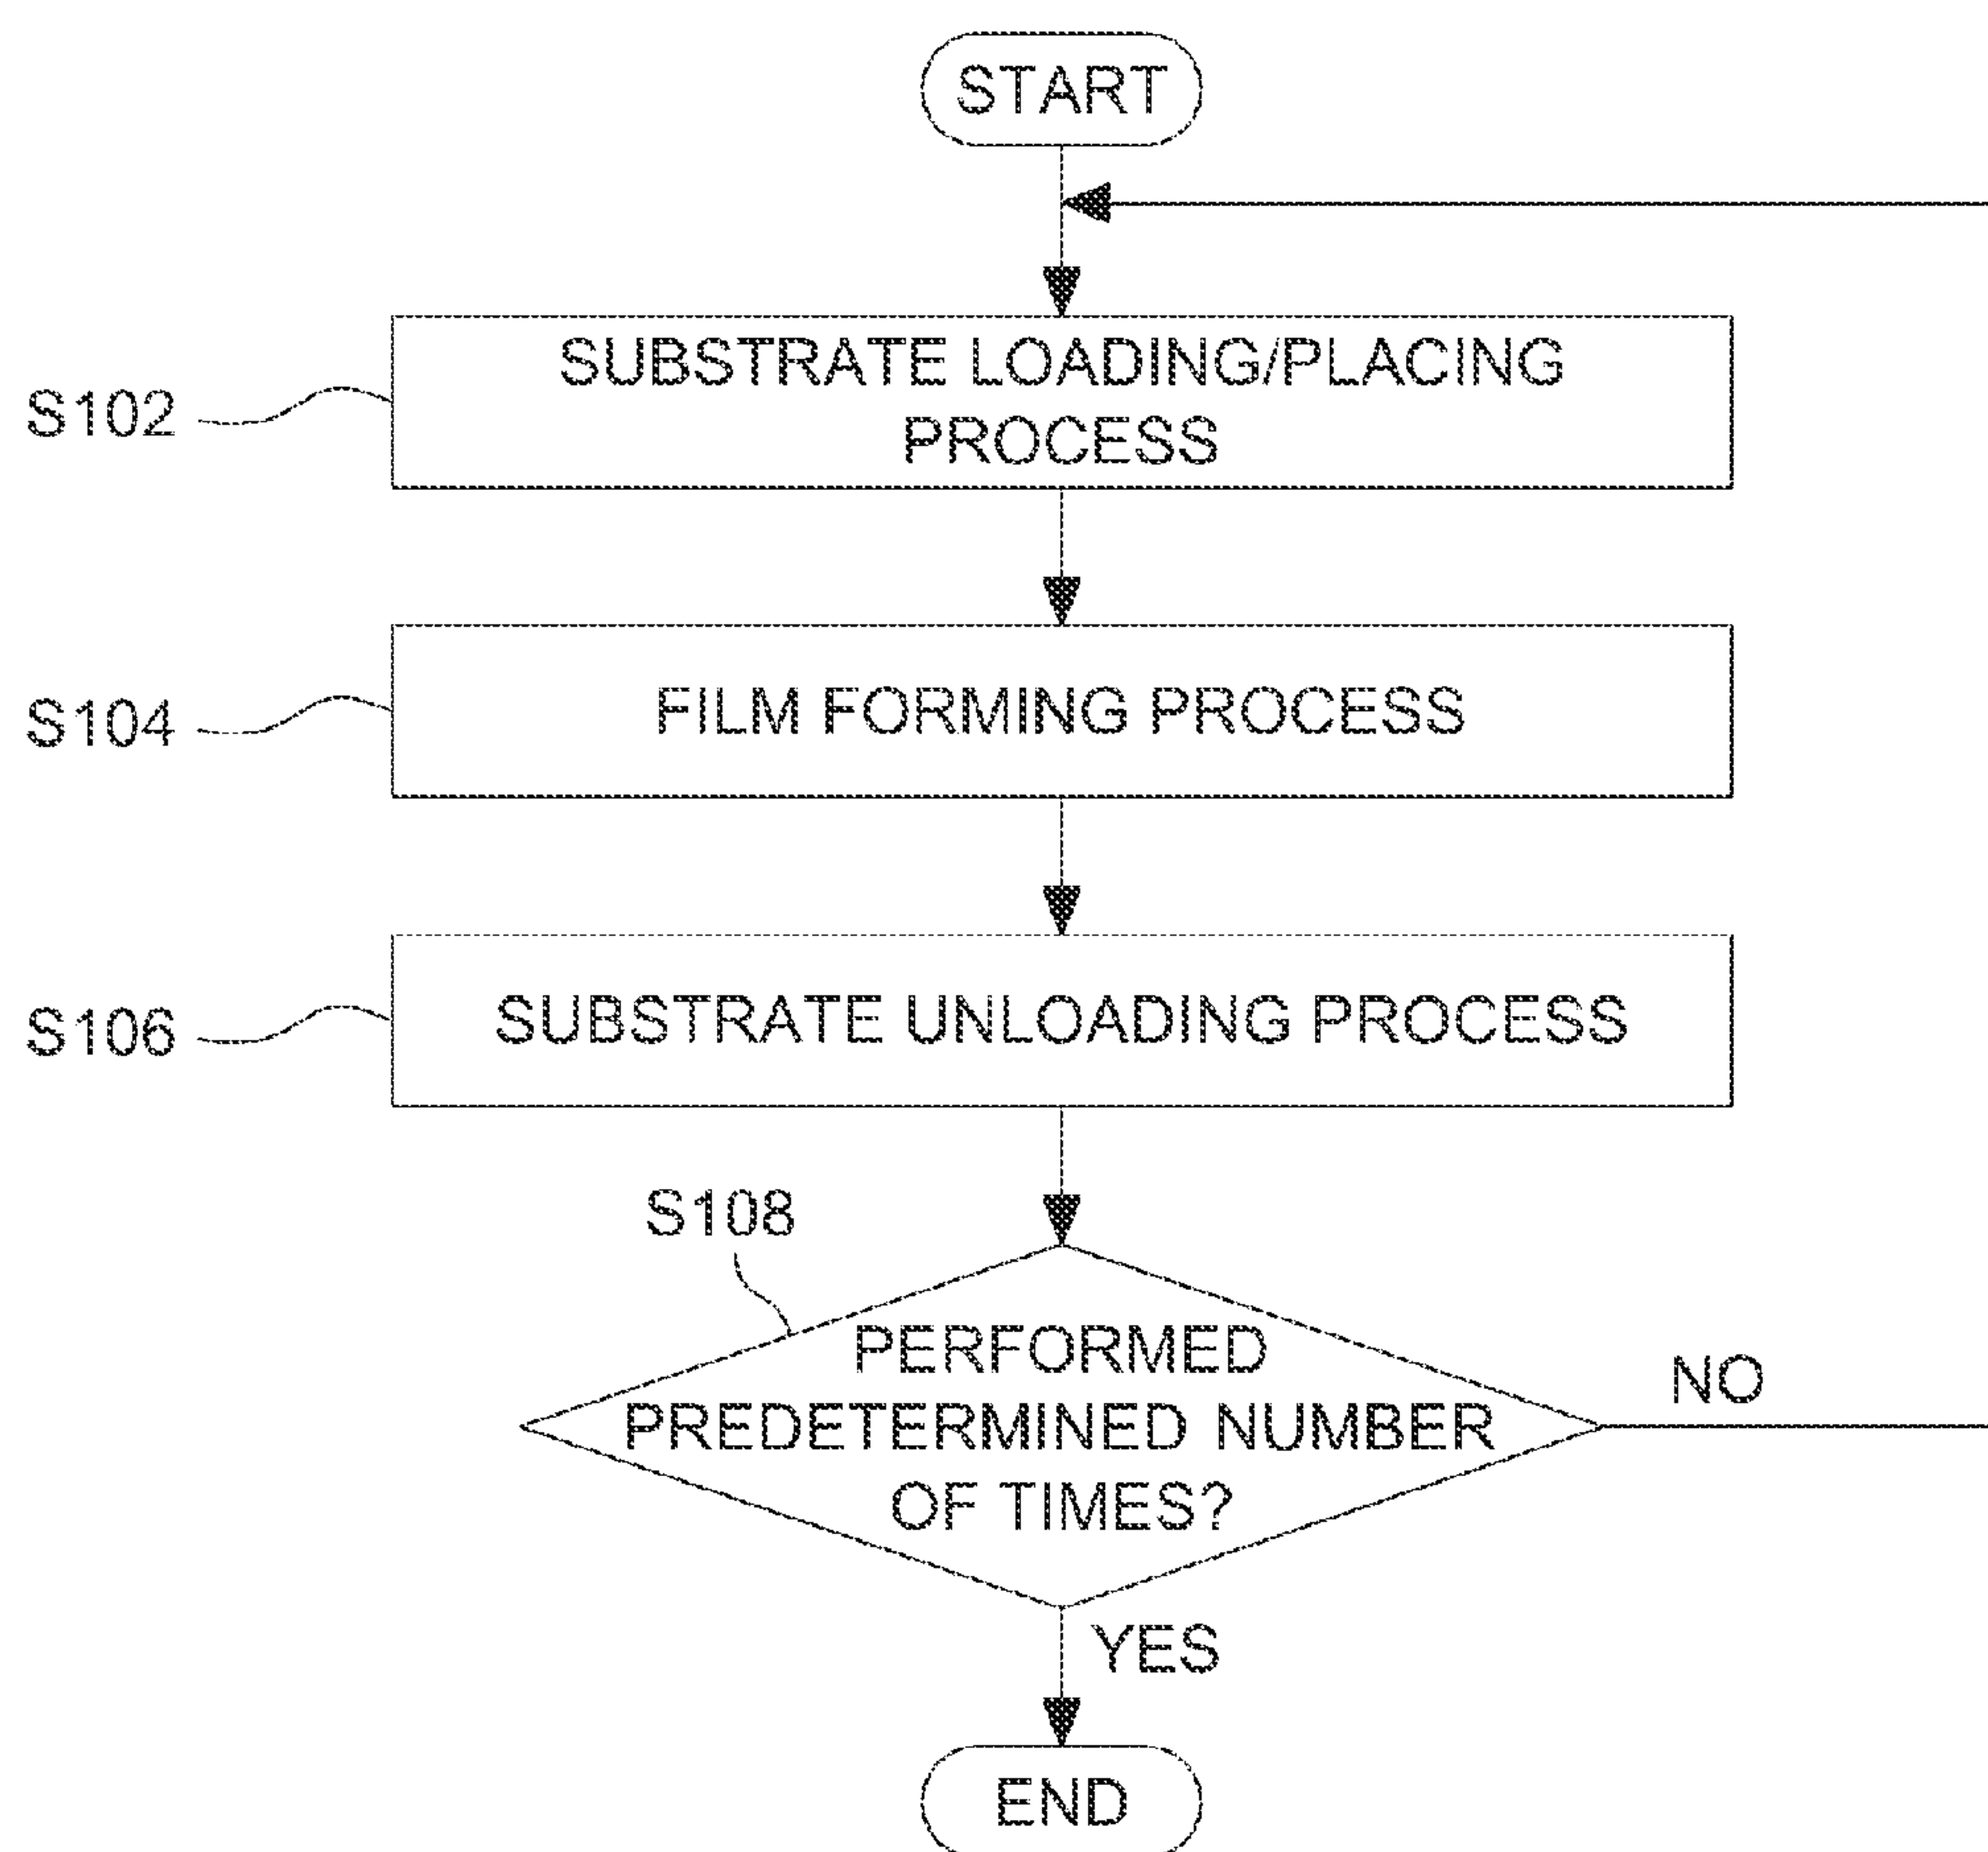 START
SUBSTRATE LOADING/PLACING
PROCESS
S102
FILM FORMING PROCESS
S104
SUBSTRATE UNLOADING PROCESS
S106
S108
PERFORMED
PREDETERMINED NUMBER
OF TIMES?
NO
YES
END